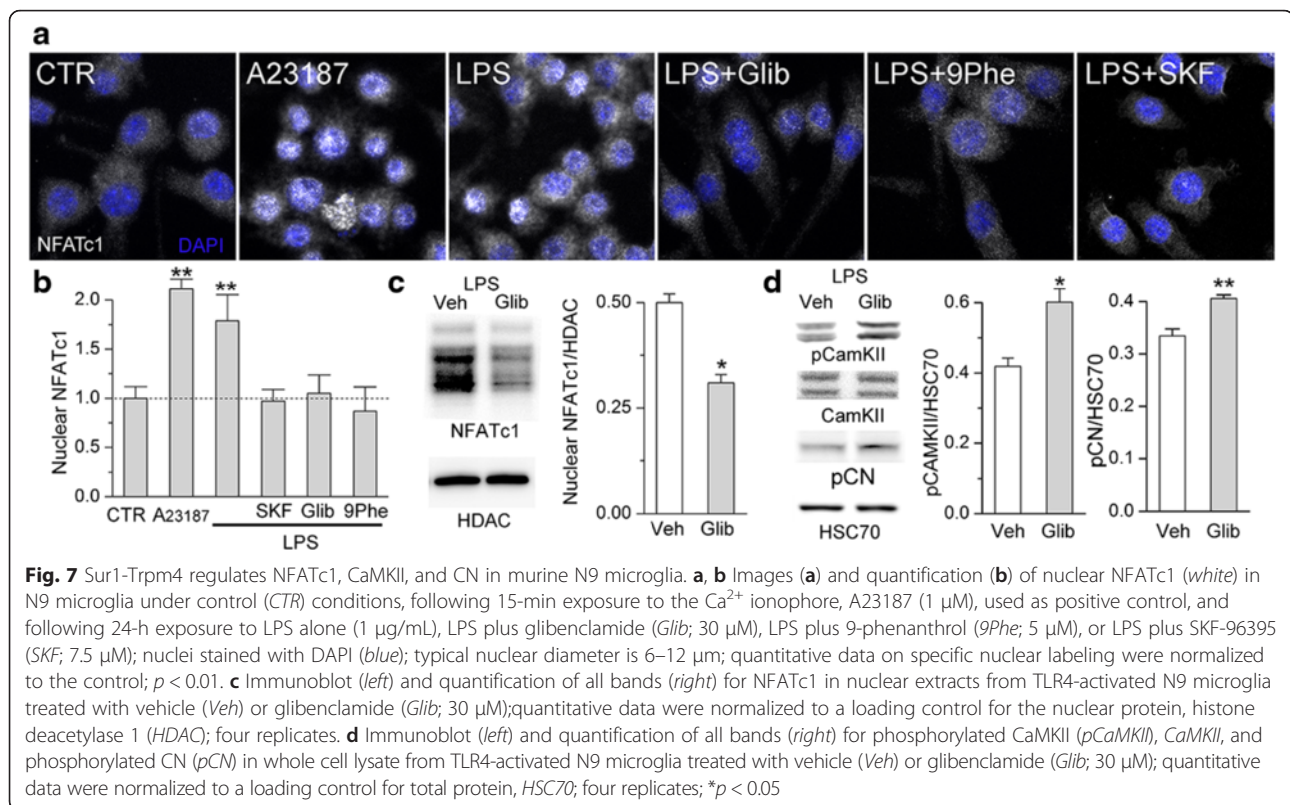 a
CTR A23187 LPS LPS+Glib LPS+9Phe LPS+SKF
NFATc1 DAPI
b
Nuclear NFATc1
2.0
1.5
1.0
0.5
0.0
** **
CTR A23187 SKF Glib 9Phe
LPS
c
LPS
Veh Glib
NFATc1
HDAC
Nuclear NFATc1/HDAC
0.50
0.25
0.00
*
Veh Glib
d
LPS
Veh Glib
pCamKII
CamKII
pCN
HSC70
pCAMKII/HSC70
0.6
0.4
0.2
0.0
*
Veh Glib
pCN/HSC70
0.4
0.3
0.2
0.1
0.0
**
Veh Glib
Fig. 7 Sur1-Trpm4 regulates NFATc1, CaMKII, and CN in murine N9 microglia. a, b Images (a) and quantification (b) of nuclear NFATc1 (white) in
N9 microglia under control (CTR) conditions, following 15-min exposure to the Ca²⁺ ionophore, A23187 (1 μM), used as positive control, and
following 24-h exposure to LPS alone (1 μg/mL), LPS plus glibenclamide (Glib; 30 μM), LPS plus 9-phenanthrol (9Phe; 5 μM), or LPS plus SKF-96395
(SKF; 7.5 μM); nuclei stained with DAPI (blue); typical nuclear diameter is 6–12 μm; quantitative data on specific nuclear labeling were normalized
to the control; p < 0.01. c Immunoblot (left) and quantification of all bands (right) for NFATc1 in nuclear extracts from TLR4-activated N9 microglia
treated with vehicle (Veh) or glibenclamide (Glib; 30 μM);quantitative data were normalized to a loading control for the nuclear protein, histone
deacetylase 1 (HDAC); four replicates. d Immunoblot (left) and quantification of all bands (right) for phosphorylated CaMKII (pCaMKII), CaMKII, and
phosphorylated CN (pCN) in whole cell lysate from TLR4-activated N9 microglia treated with vehicle (Veh) or glibenclamide (Glib; 30 μM); quantitative
data were normalized to a loading control for total protein, HSC70; four replicates; *p < 0.05